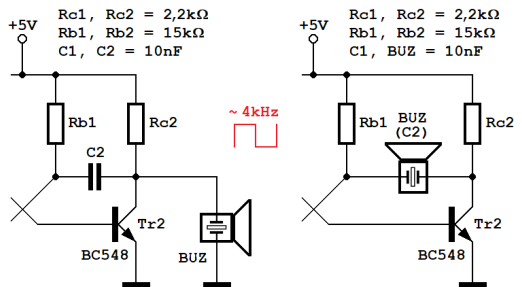 Rc1, Rc2 = 2,2kΩ
+5V
Rb1, Rb2 = 15kΩ
C1, C2 = 10nF
Rb1
Rc2
C2
Tr2
BC548
BUZ
~ 4kHz
Rc1, Rc2 = 2,2kΩ
+5V
Rb1, Rb2 = 15kΩ
C1, BUZ = 10nF
Rb1
BUZ
(C2)
Rc2
Tr2
BC548